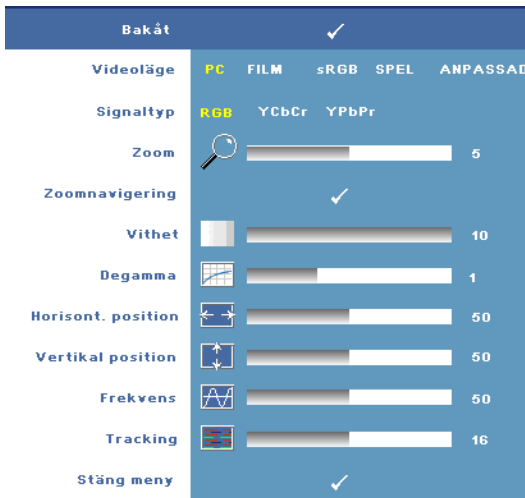 Bakåt
Videoläge PC FILM sRGB SPEL ANPASSAD
Signaltyp RGB YCbCr YPbPr
Zoom 5
Zoomnavigering
Vithet 10
Degamma 1
Horisont. position 50
Vertikal position 50
Frekvens 50
Tracking 16
Stäng meny